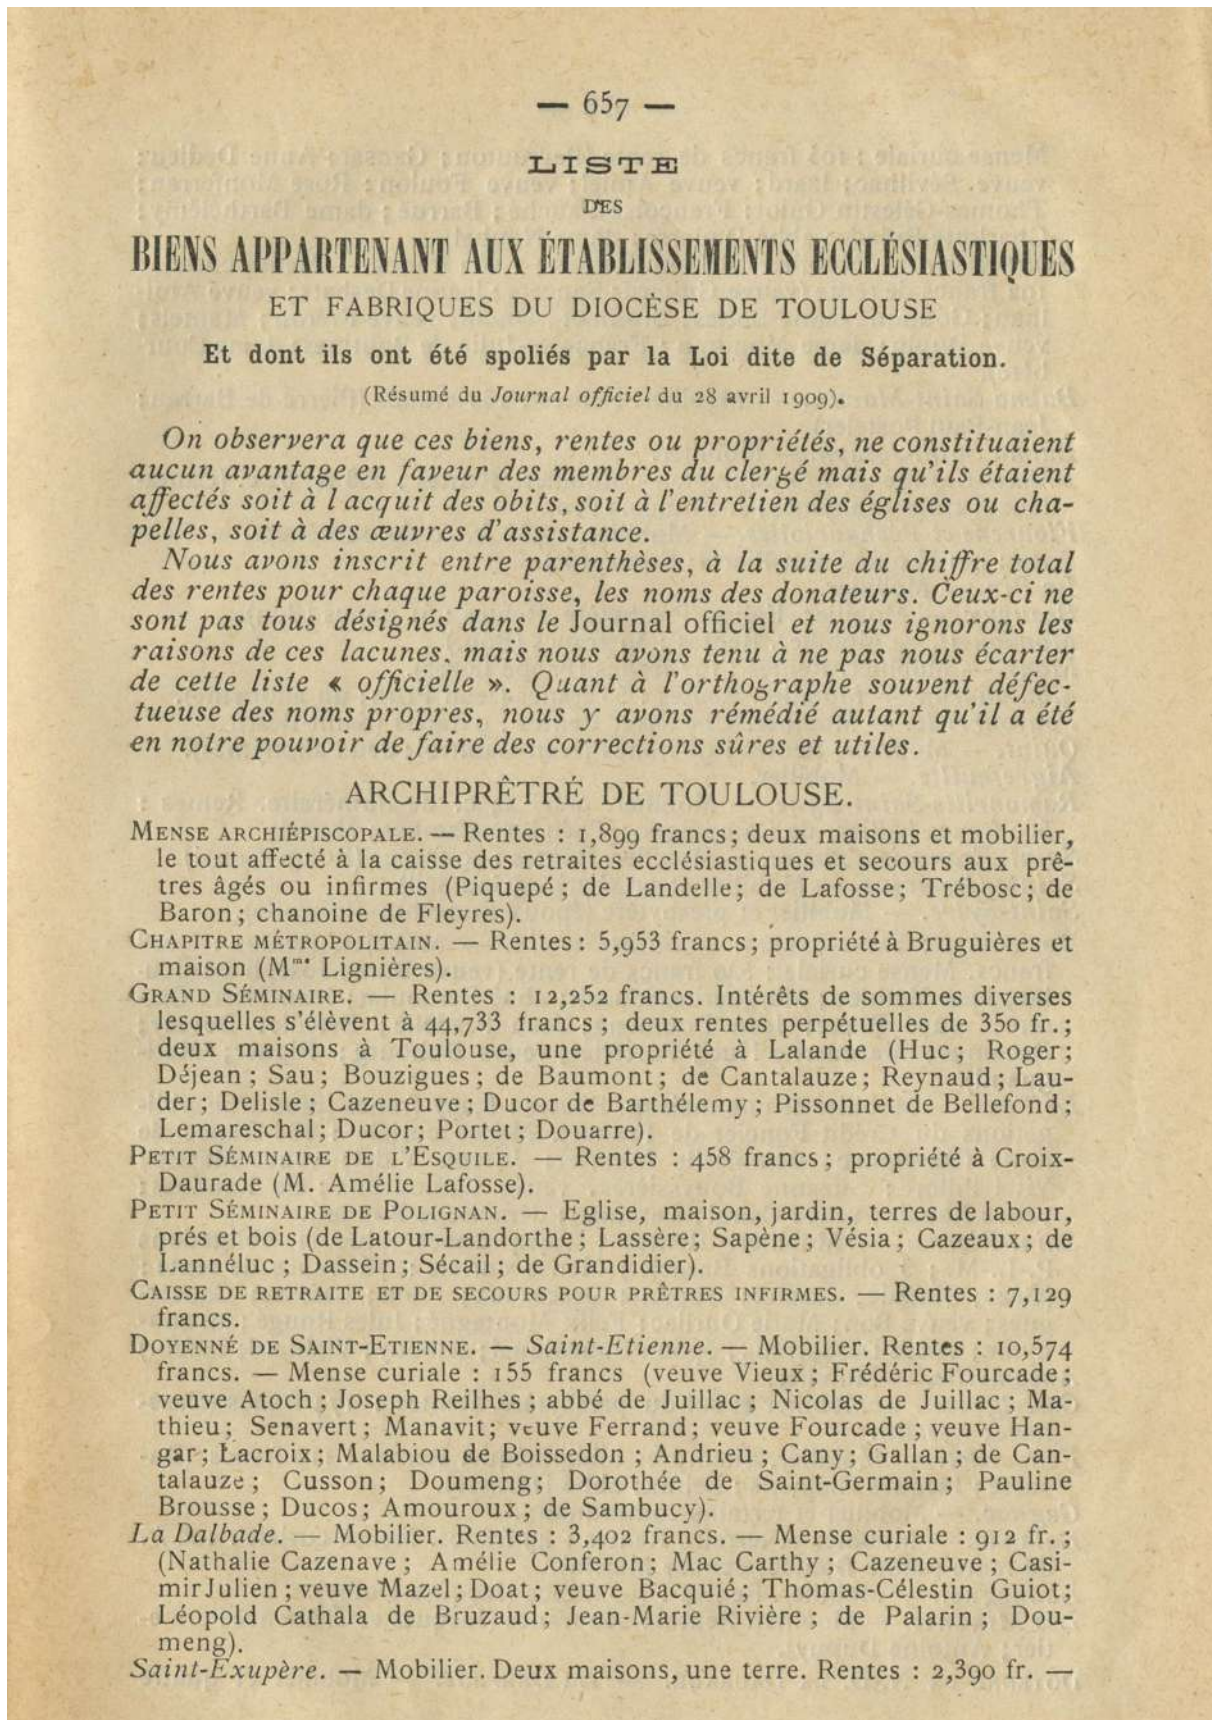 — 657 —
LISTE
DES
BIENS APPARTENANT AUX ÉTABLISSEMENTS ECCLÉSIASTIQUES
ET FABRIQUES DU DIOCÈSE DE TOULOUSE
Et dont ils ont été spoliés par la Loi dite de Séparation.
(Résumé du Journal officiel du 28 avril 1909).
On observera que ces biens, rentes ou propriétés, ne constituaient
aucun avantage en faveur des membres du clergé mais qu'ils étaient
affectés soit à l acquit des obits, soit à l'entretien des églises ou cha-
pelles, soit à des œuvres d'assistance.
Nous avons inscrit entre parenthèses, à la suite du chiffre total
des rentes pour chaque paroisse, les noms des donateurs. Ceux-ci ne
sont pas tous désignés dans le Journal officiel et nous ignorons les
raisons de ces lacunes. mais nous avons tenu à ne pas nous écarter
de cette liste « officielle ». Quant à l'orthographe souvent défec-
tueuse des noms propres, nous y avons rémédié autant qu'il a été
en notre pouvoir de faire des corrections sûres et utiles.
ARCHIPRÊTRÉ DE TOULOUSE.
MENSE ARCHIÉPISCOPALE. — Rentes : 1,899 francs; deux maisons et mobilier,
le tout affecté à la caisse des retraites ecclésiastiques et secours aux prê-
tres âgés ou infirmes (Piquepé ; de Landelle; de Lafosse; Trébosc; de
Baron; chanoine de Fleyres).
CHAPITRE MÉTROPOLITAIN. — Rentes : 5,953 francs; propriété à Bruguières et
maison (Mme Lignières).
GRAND SÉMINAIRE. — Rentes : 12,252 francs. Intérêts de sommes diverses
lesquelles s'élèvent à 44,733 francs ; deux rentes perpétuelles de 350 fr.;
deux maisons à Toulouse, une propriété à Lalande (Huc; Roger;
Déjean ; Sau; Bouzigues; de Baumont; de Cantalauze; Reynaud; Lau-
der; Delisle ; Cazeneuve ; Ducor de Barthélemy ; Pissonnet de Bellefond;
Lemareschal; Ducor; Portet; Douarre).
PETIT SÉMINAIRE DE L'ESQUILE. — Rentes : 458 francs; propriété à Croix-
Daurade (M. Amélie Lafosse).
PETIT SÉMINAIRE DE POLIGNAN. — Eglise, maison, jardin, terres de labour,
prés et bois (de Latour-Landorthe ; Lassère; Sapène; Vésia; Cazeaux; de
Lannéluc ; Dassein; Sécail; de Grandidier).
CAISSE DE RETRAITE ET DE SECOURS POUR PRÊTRES INFIRMES. — Rentes : 7,129
francs.
DOYENNÉ DE SAINT-ETIENNE. — Saint-Etienne. — Mobilier. Rentes : 10,574
francs. — Mense curiale : 155 francs (veuve Vieux ; Frédéric Fourcade;
veuve Atoch; Joseph Reilhes ; abbé de Juillac ; Nicolas de Juillac ; Ma-
thieu; Senavert; Manavit; veuve Ferrand; veuve Fourcade ; veuve Han-
gar; Lacroix; Malabiou de Boissedon ; Andrieu ; Cany; Gallan ; de Can-
talauze ; Cusson; Doumeng; Dorothée de Saint-Germain; Pauline
Brousse ; Ducos; Amouroux ; de Sambucy).
La Dalbade. — Mobilier. Rentes : 3,402 francs. — Mense curiale : 912 fr. ;
(Nathalie Cazenave ; Amélie Conferon; Mac Carthy ; Cazeneuve ; Casi-
mir Julien ; veuve Mazel; Doat; veuve Bacquié; Thomas-Célestin Guiot;
Léopold Cathala de Bruzaud; Jean-Marie Rivière ; de Palarin ; Dou-
meng).
Saint-Exupère. — Mobilier. Deux maisons, une terre. Rentes : 2,390 fr. —